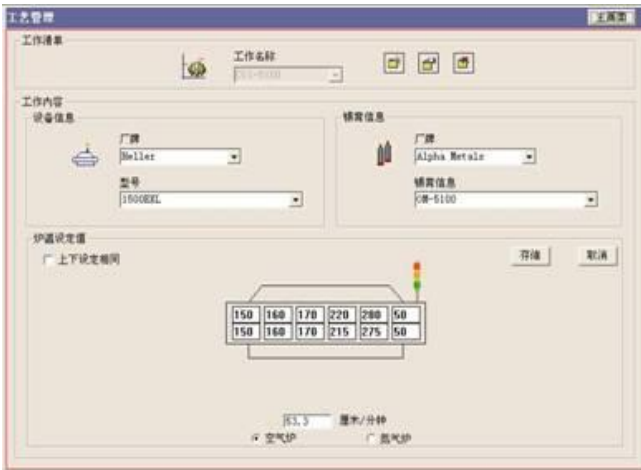 工艺管理 主画面
工作清单
工作名称
工作内容
设备信息 锡膏信息
厂牌 厂牌
Heller Alpha Metals
型号 锡膏信息
1500EXL OM-5100
炉温设定值
上下设定相同 存储 取消
150 160 170 220 280 50
150 160 170 215 275 50
63.3 厘米/分钟
空气炉 氮气炉